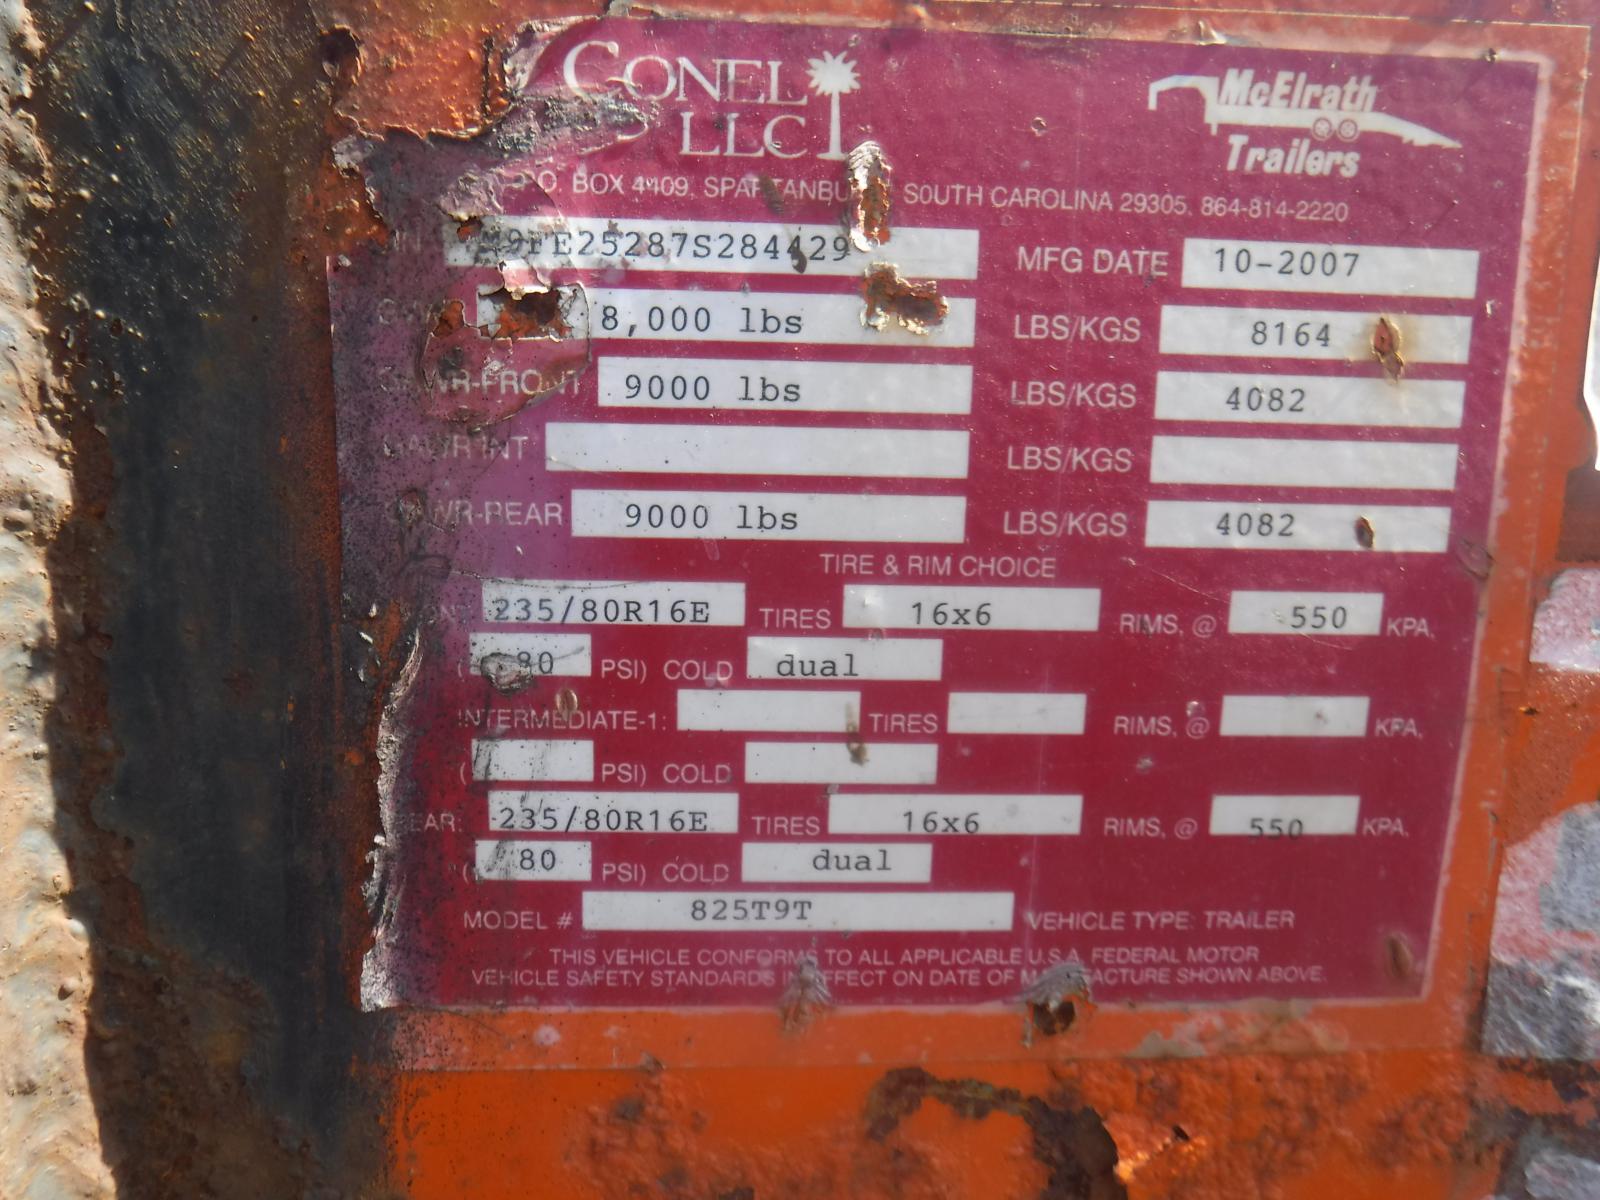 CONEL LLC
McElrath Trailers
P.O. BOX 4409, SOUTH CAROLINA 29305, 864-814-2220
MFG DATE 10-2007
8,000 lbs LBS/KGS 8164
9000 lbs LBS/KGS 4082
INT LBS/KGS
9000 lbs LBS/KGS 4082
TIRE & RIM CHOICE
235/80R16E TIRES 16x6 RIMS, @ 550 KPA,
( 80 PSI) COLD dual
INTERMEDIATE-1: TIRES RIMS, @ KPA,
( PSI) COLD
REAR: 235/80R16E TIRES 16x6 RIMS, @ 550 KPA,
( 80 PSI) COLD dual
MODEL # 825T9T VEHICLE TYPE: TRAILER
THIS VEHICLE CONFORMS TO ALL APPLICABLE U.S.A. FEDERAL MOTOR
VEHICLE SAFETY STANDARDS IN EFFECT ON DATE OF MANUFACTURE SHOWN ABOVE.